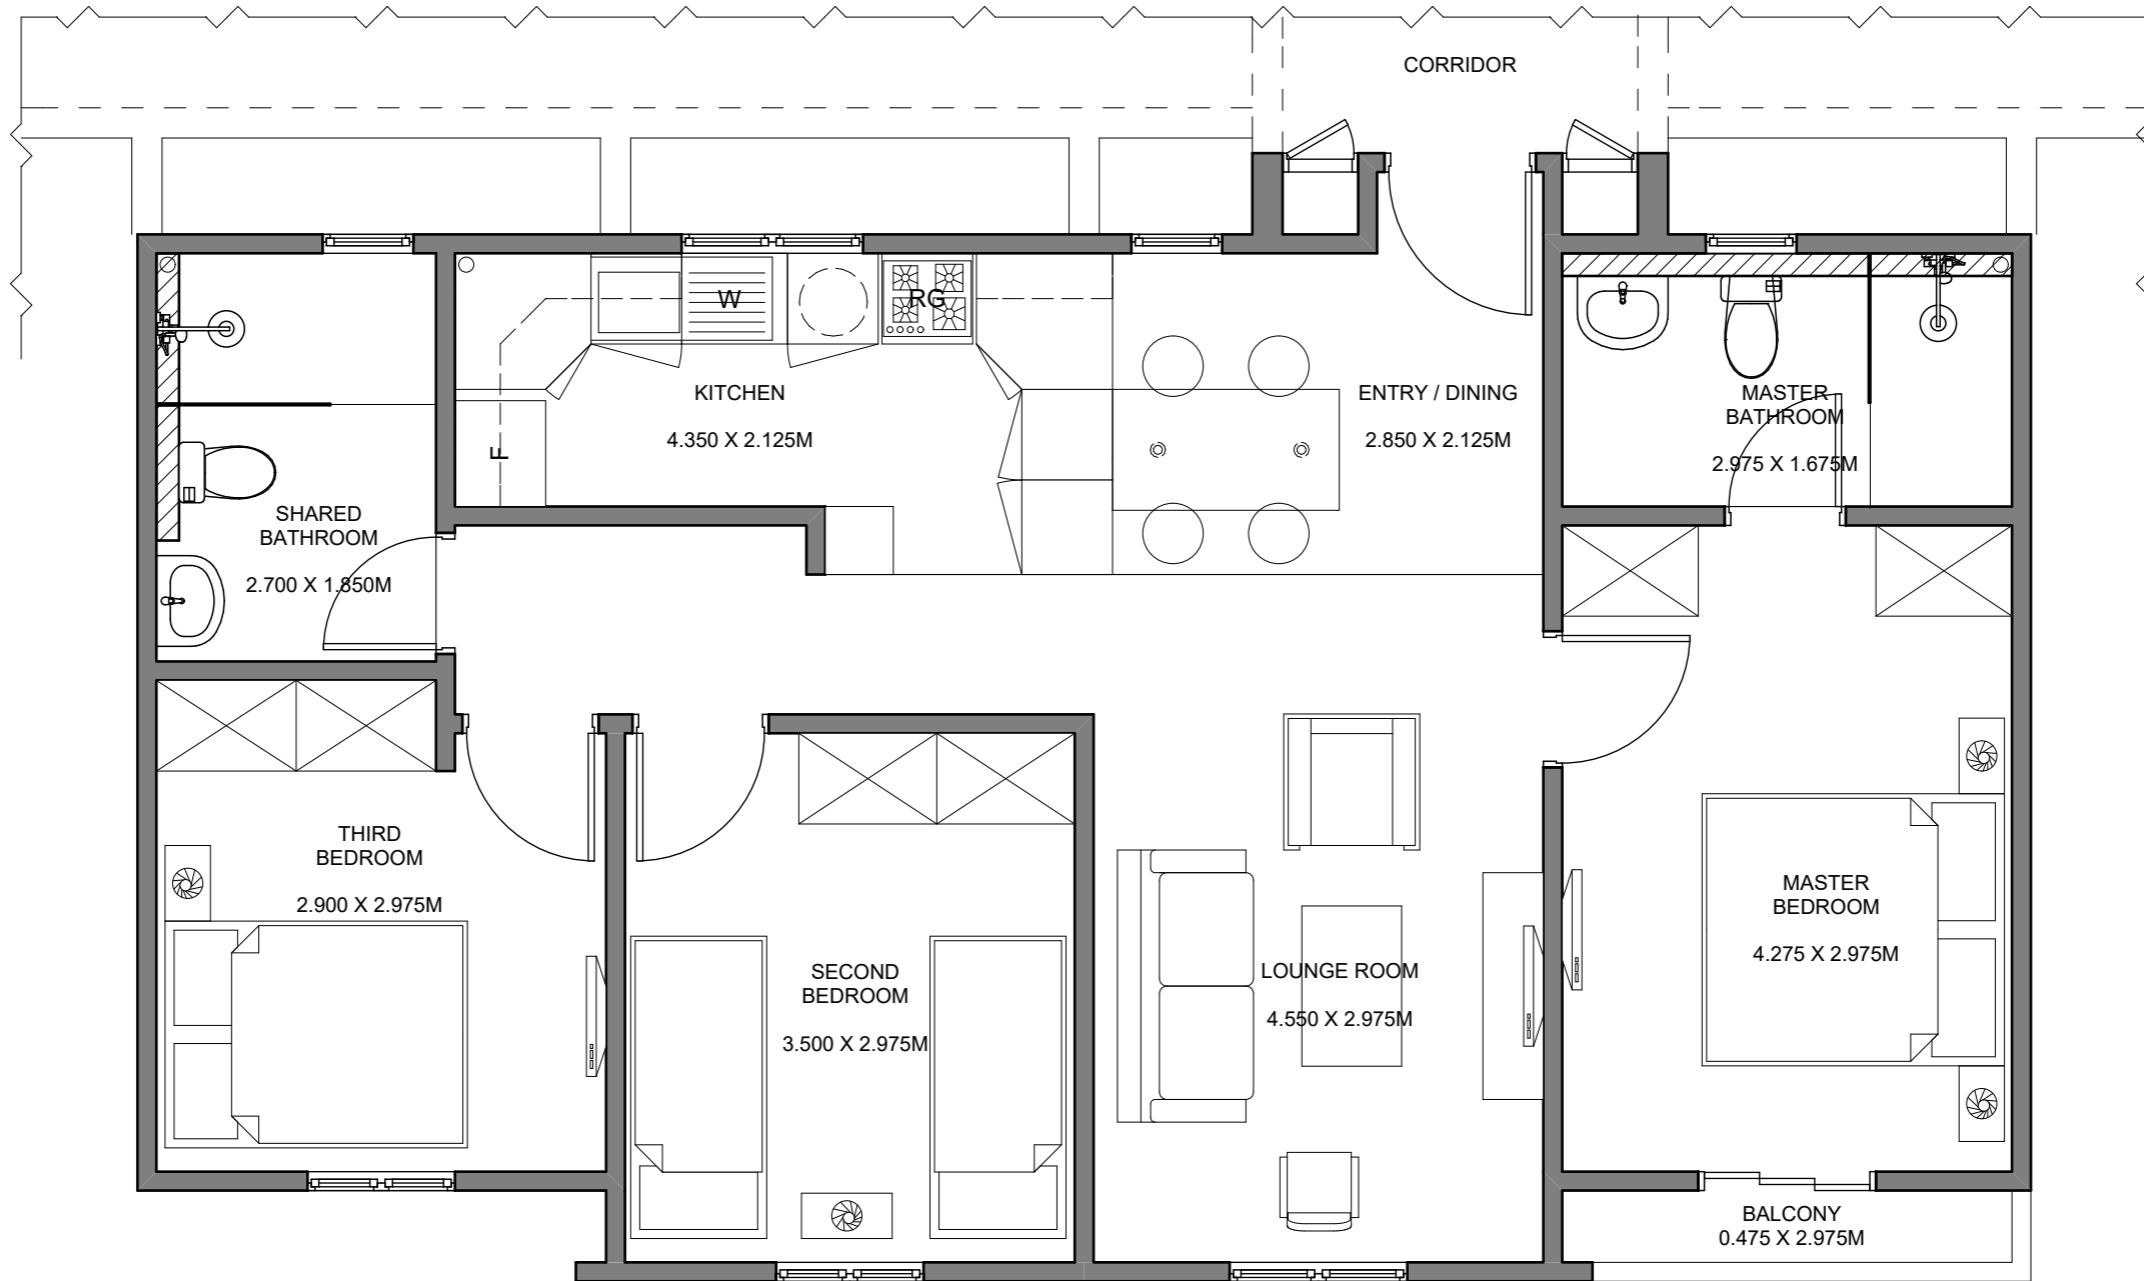 CORRIDOR
W
RG
F
KITCHEN
4.350 X 2.125M
ENTRY / DINING
2.850 X 2.125M
MASTER
BATHROOM
2.975 X 1.675M
SHARED
BATHROOM
2.700 X 1.850M
THIRD
BEDROOM
2.900 X 2.975M
SECOND
BEDROOM
3.500 X 2.975M
LOUNGE ROOM
4.550 X 2.975M
MASTER
BEDROOM
4.275 X 2.975M
BALCONY
0.475 X 2.975M